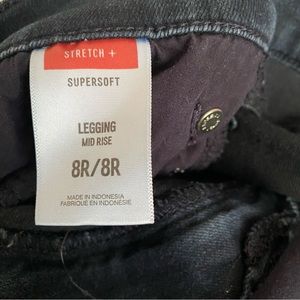 STRETCH +
SUPERSOFT
LEGGING
MID RISE
8R/8R
MADE IN INDONESIA
FABRIQUÉ EN INDONÉSIE